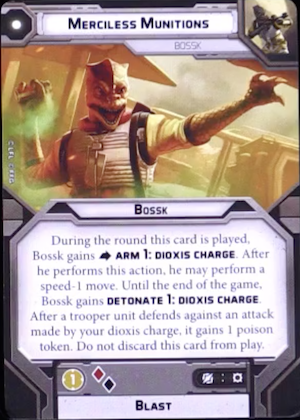 MERCILESS MUNITIONS
BOSSK
BOSSK
During the round this card is played,
Bossk gains ARM 1: DIOXIS CHARGE. After
he performs this action, he may perform a
speed-1 move. Until the end of the game,
Bossk gains DETONATE 1: DIOXIS CHARGE.
After a trooper unit defends against an attack
made by your dioxis charge, it gains 1 poison
token. Do not discard this card from play.
1
:
BLAST